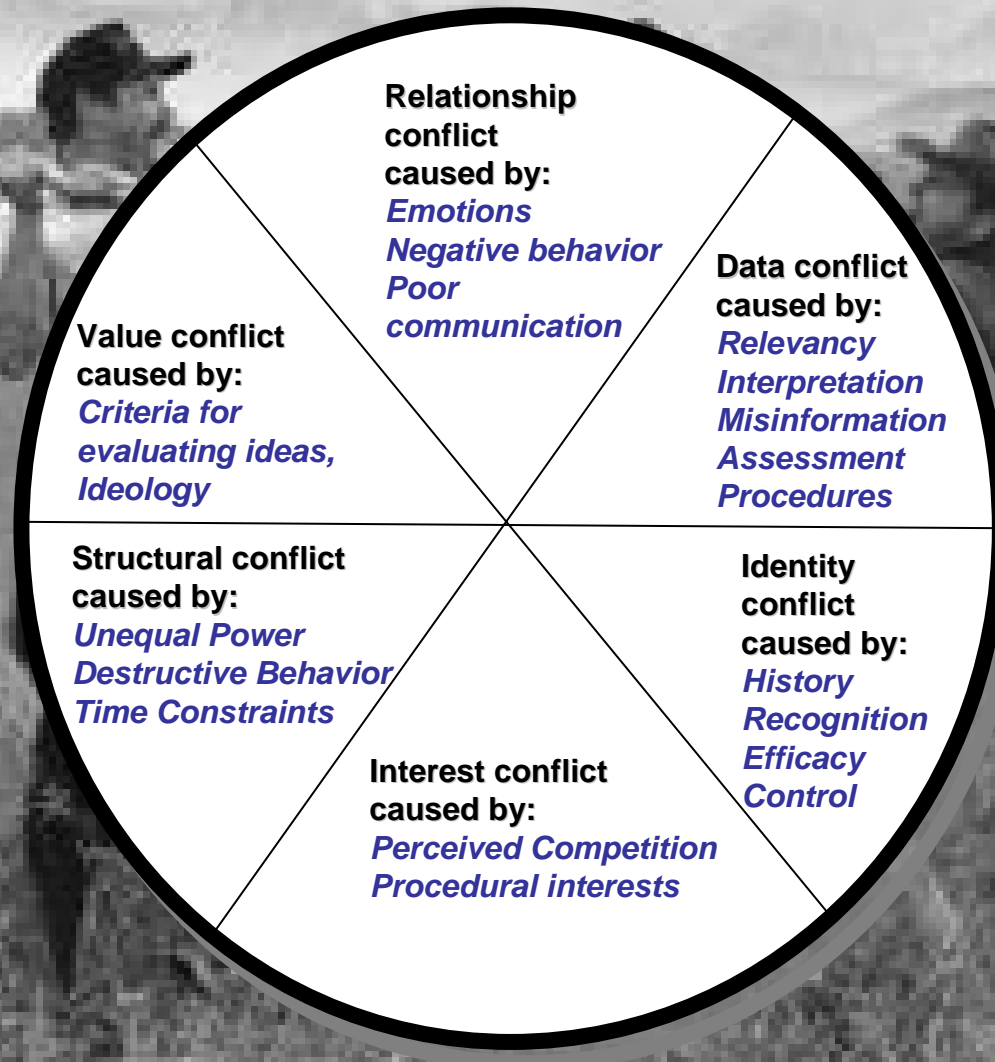 Relationship
conflict
caused by:
Emotions
Negative behavior
Poor
communication
Data conflict
caused by:
Relevancy
Interpretation
Misinformation
Assessment
Procedures
Identity
conflict
caused by:
History
Recognition
Efficacy
Control
Interest conflict
caused by:
Perceived Competition
Procedural interests
Structural conflict
caused by:
Unequal Power
Destructive Behavior
Time Constraints
Value conflict
caused by:
Criteria for
evaluating ideas,
Ideology